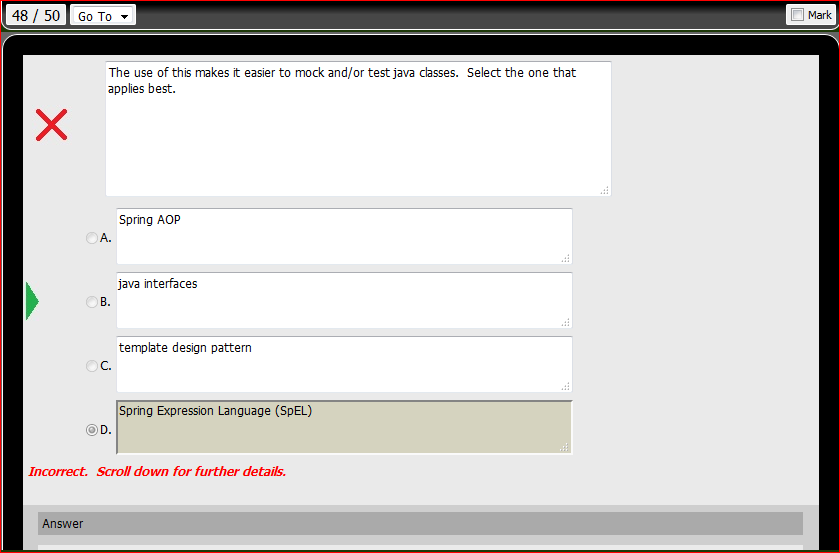 48 / 50 Go To Mark
The use of this makes it easier to mock and/or test java classes.  Select the one that
applies best.
A. Spring AOP
B. java interfaces
C. template design pattern
D. Spring Expression Language (SpEL)
Incorrect.  Scroll down for further details.
Answer